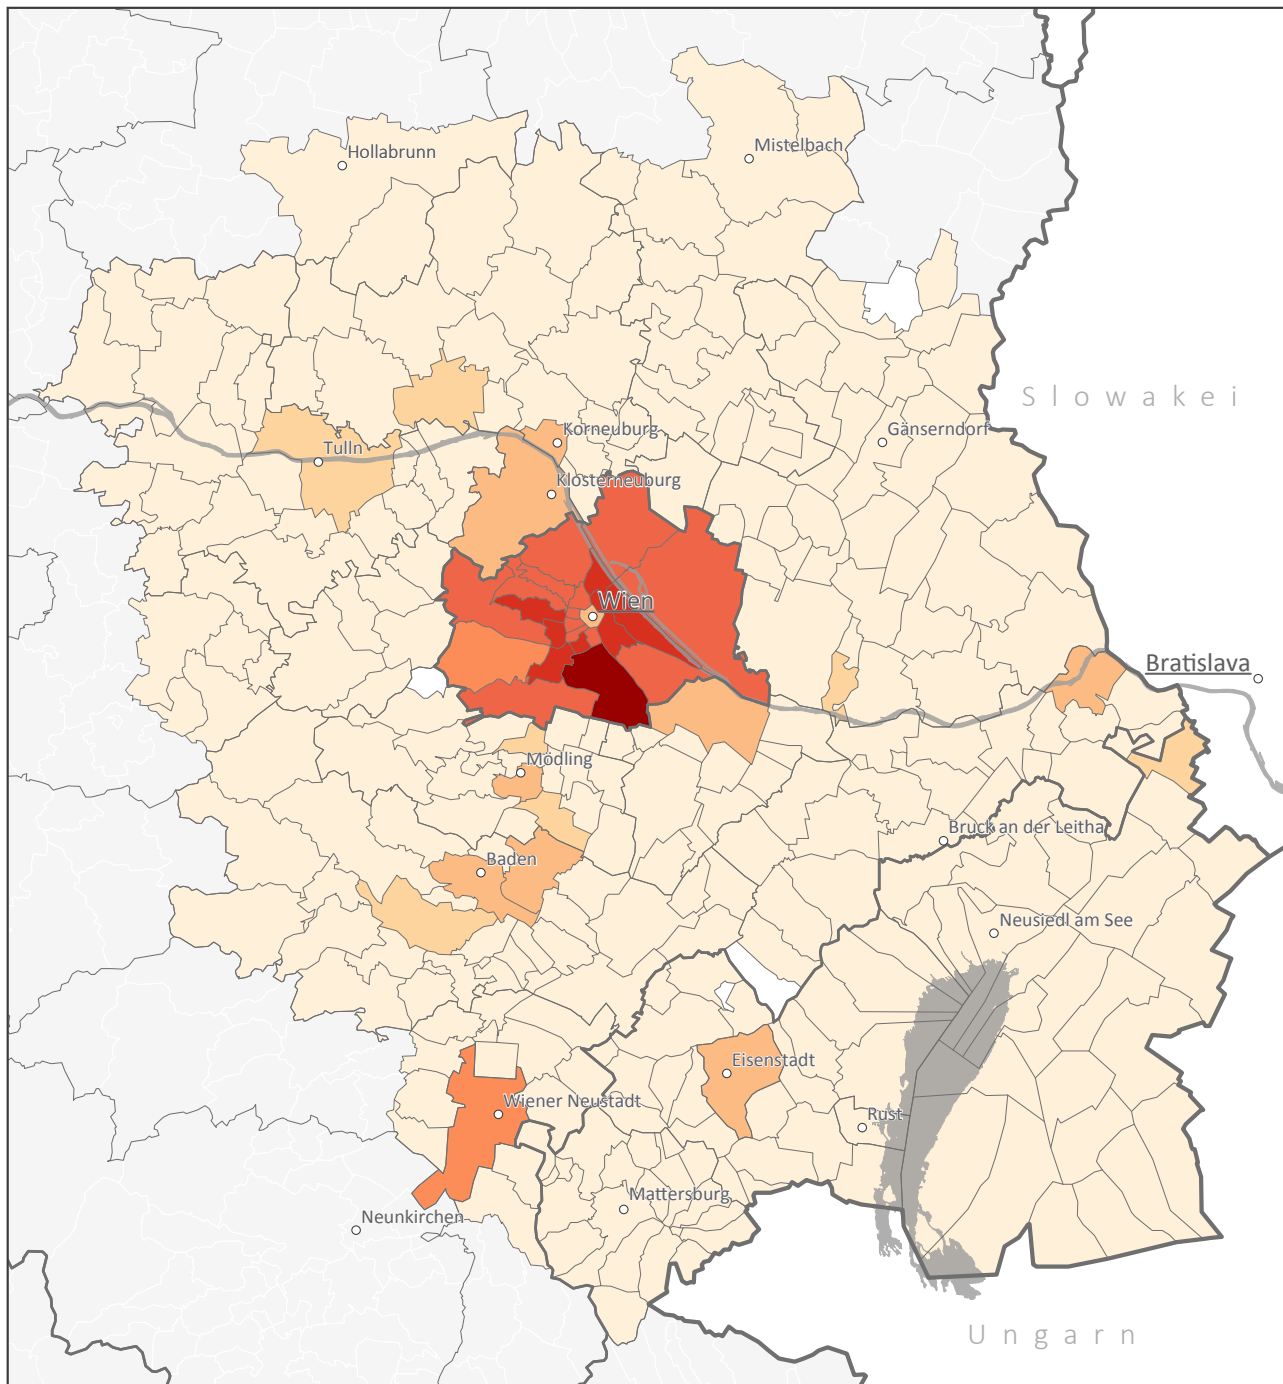 Hollabrunn
Mistelbach
Slowakei
Korneuburg
Gänserndorf
Tulln
Klosterneuburg
Wien
Bratislava
Mödling
Bruck an der Leitha
Baden
Neusiedl am See
Eisenstadt
Wiener Neustadt
Rust
Mattersburg
Neunkirchen
Ungarn